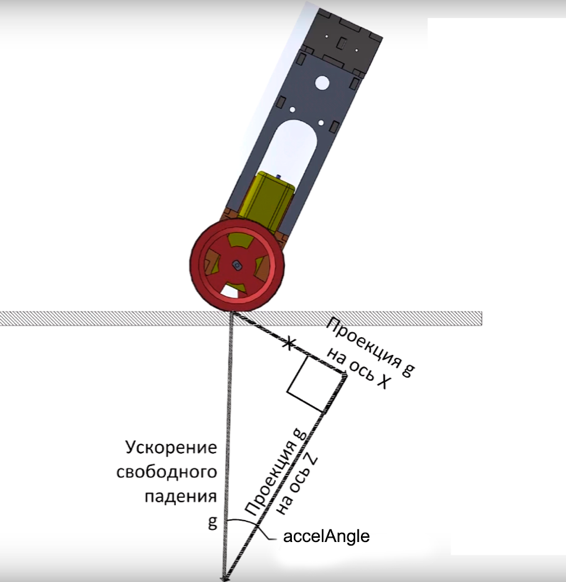 Проекция g
на ось X
Проекция g
на ось Z
Ускорение
свободного
падения
g
accelAngle